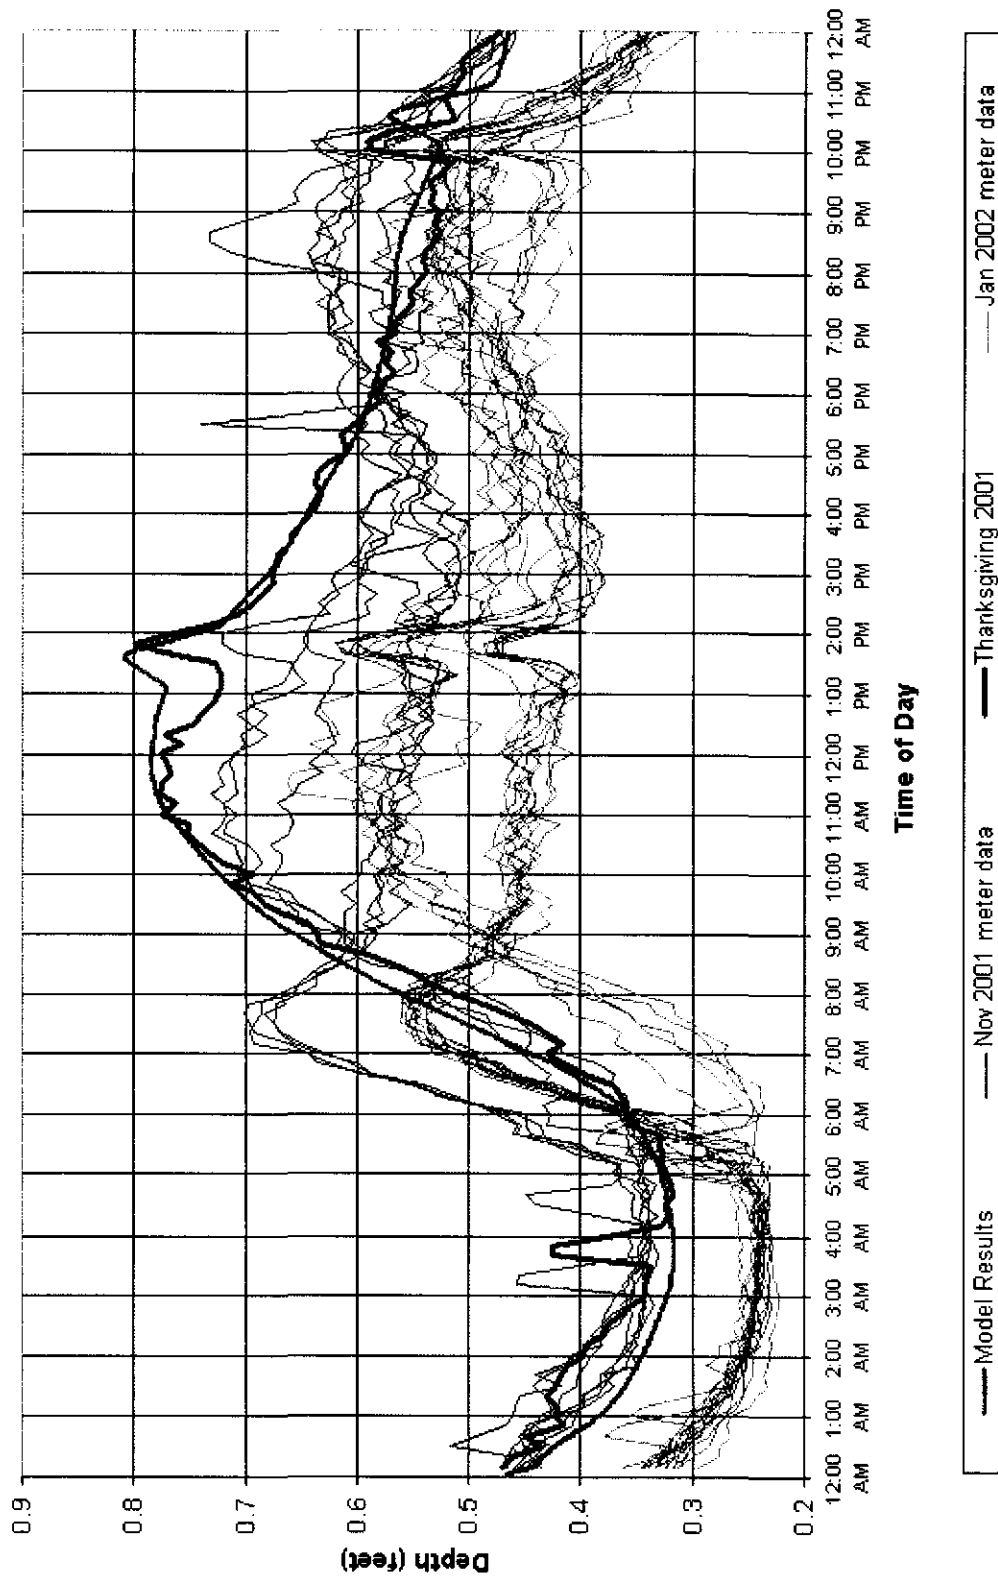 Depth (feet)
0.9
0.8
0.7
0.6
0.5
0.4
0.3
0.2
12:00 AM
1:00 AM
2:00 AM
3:00 AM
4:00 AM
5:00 AM
6:00 AM
7:00 AM
8:00 AM
9:00 AM
10:00 AM
11:00 AM
12:00 PM
1:00 PM
2:00 PM
3:00 PM
4:00 PM
5:00 PM
6:00 PM
7:00 PM
8:00 PM
9:00 PM
10:00 PM
11:00 PM
12:00 AM
Time of Day
Model Results
Nov 2001 meter data
Thanksgiving 2001
Jan 2002 meter data